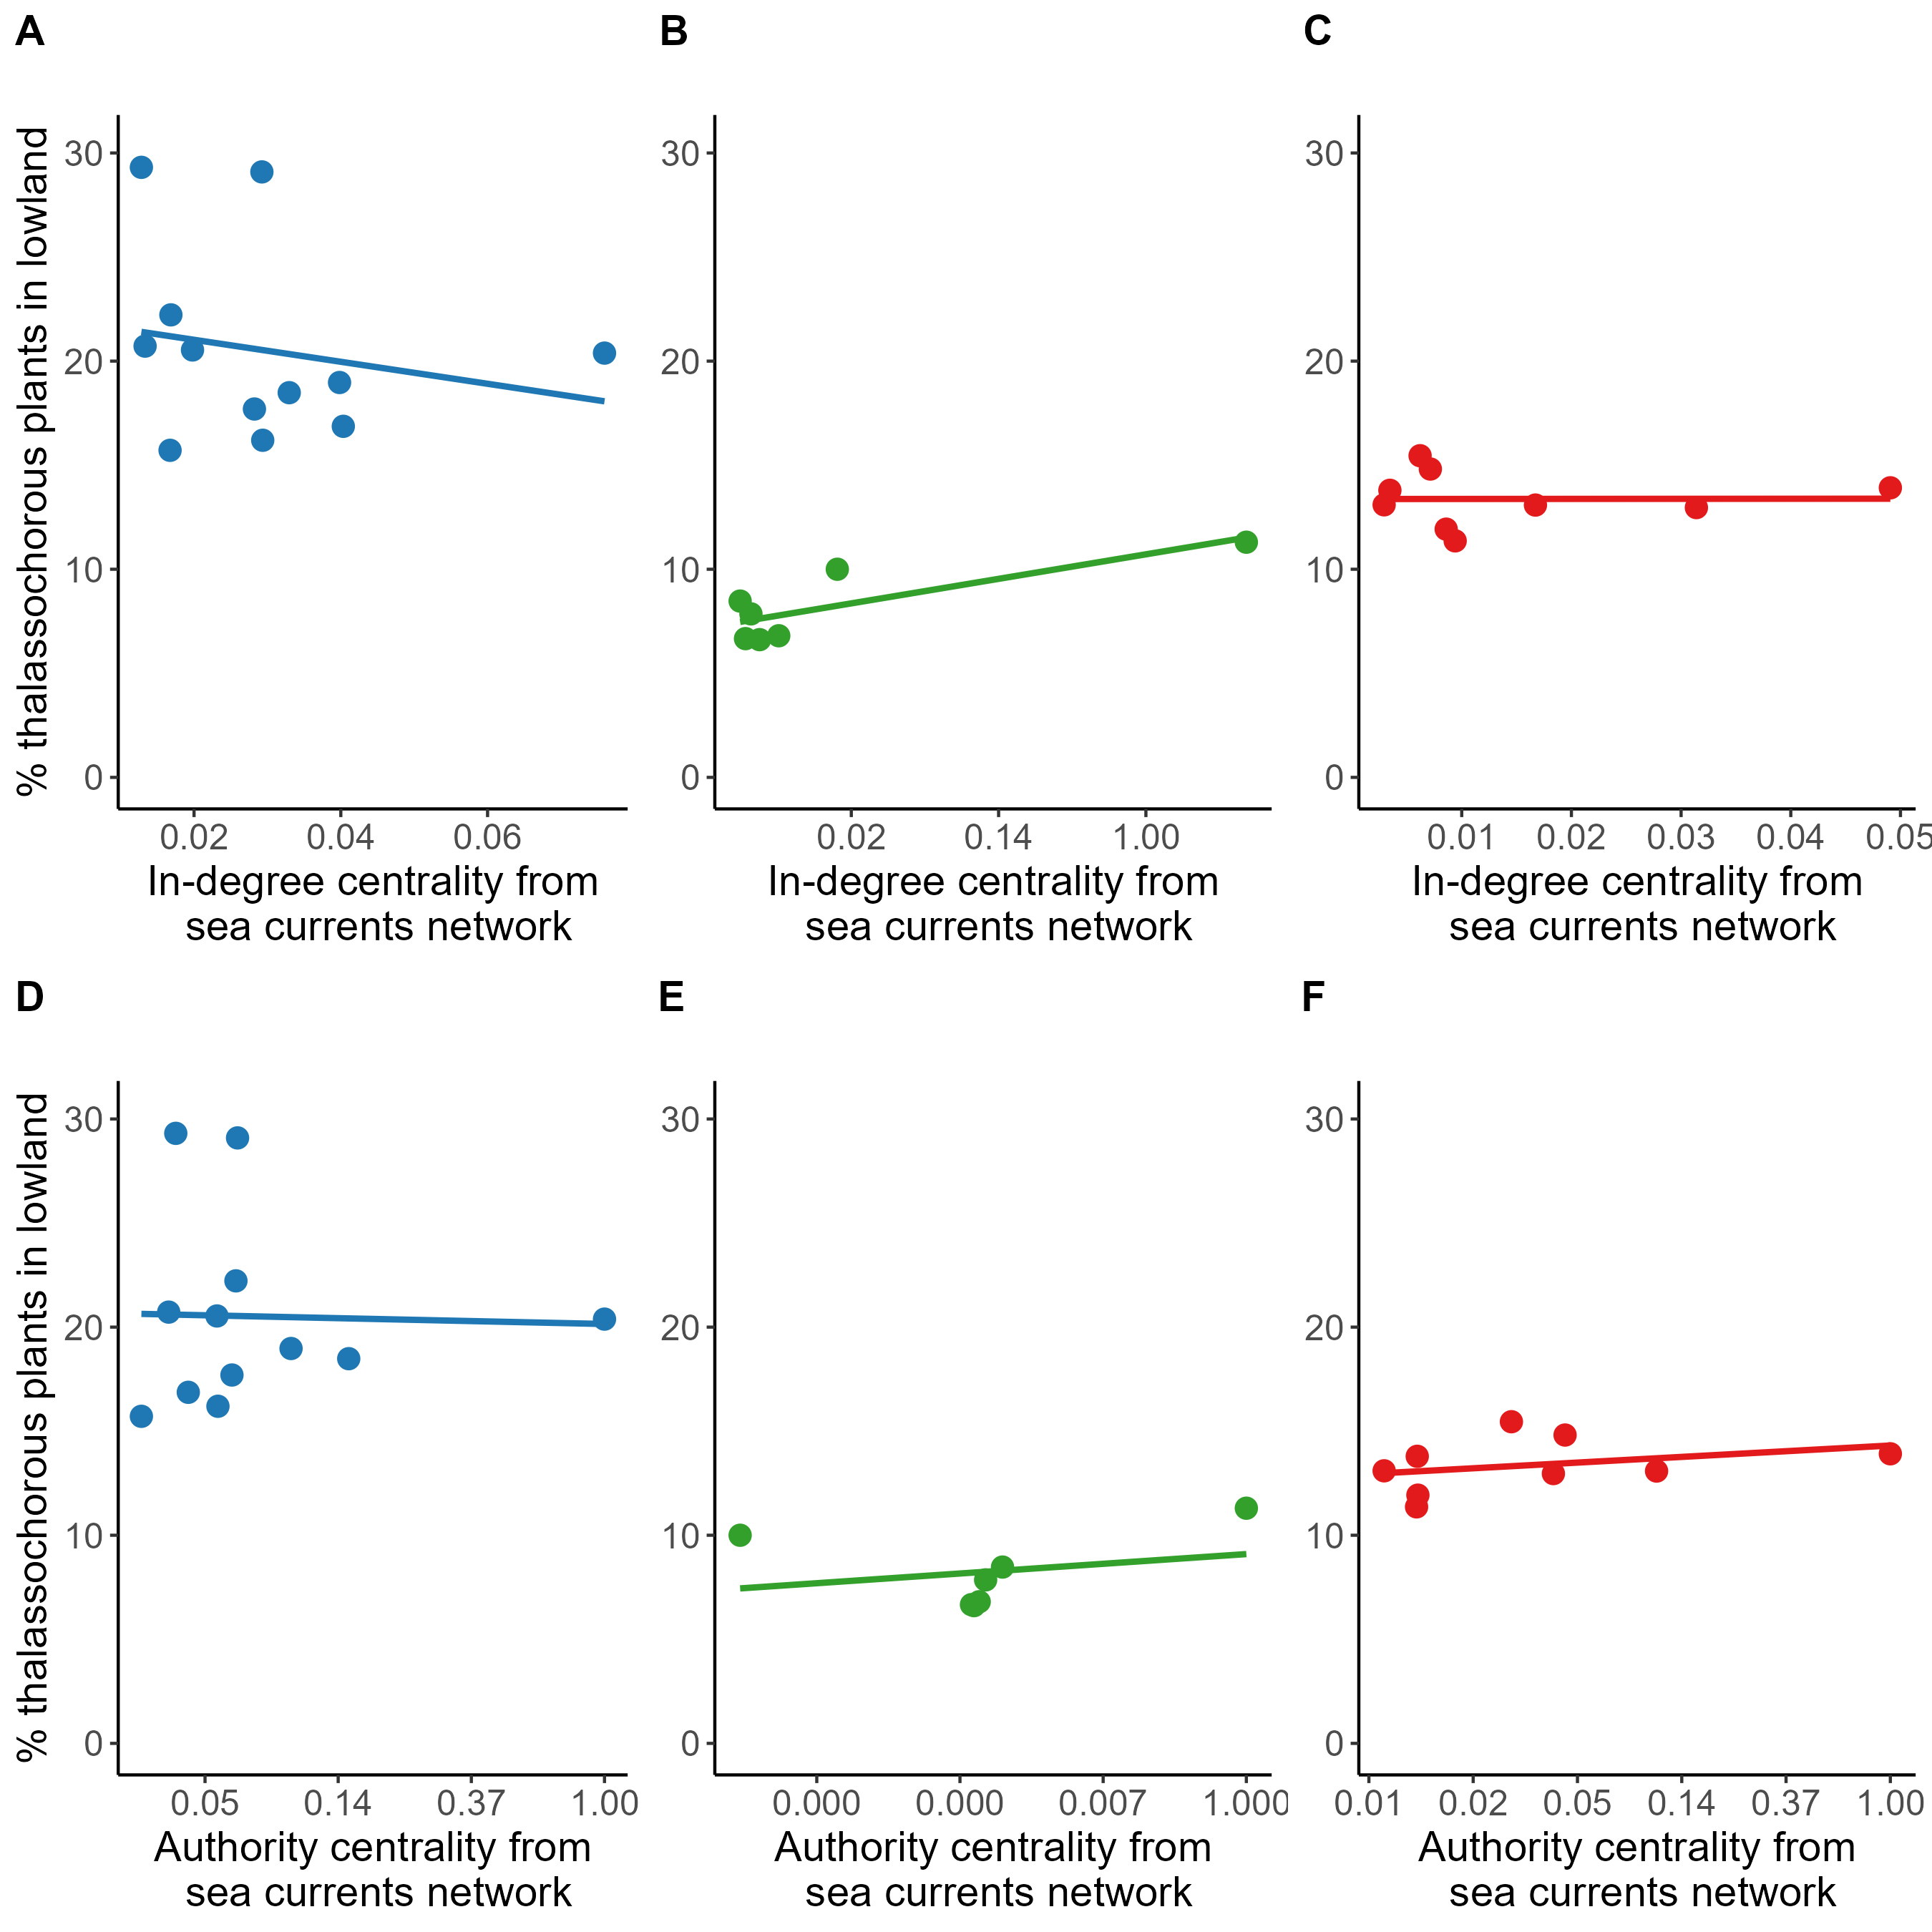 A
B
C
% thalassochorous plants in lowland
30
20
10
0
0.02
0.04
0.06
In-degree centrality from
sea currents network
30
20
10
0
0.02
0.14
1.00
In-degree centrality from
sea currents network
30
20
10
0
0.01
0.02
0.03
0.04
0.05
In-degree centrality from
sea currents network
D
E
F
% thalassochorous plants in lowland
30
20
10
0
0.05
0.14
0.37
1.00
Authority centrality from
sea currents network
30
20
10
0
0.000
0.000
0.007
1.000
Authority centrality from
sea currents network
30
20
10
0
0.01
0.02
0.05
0.14
0.37
1.00
Authority centrality from
sea currents network